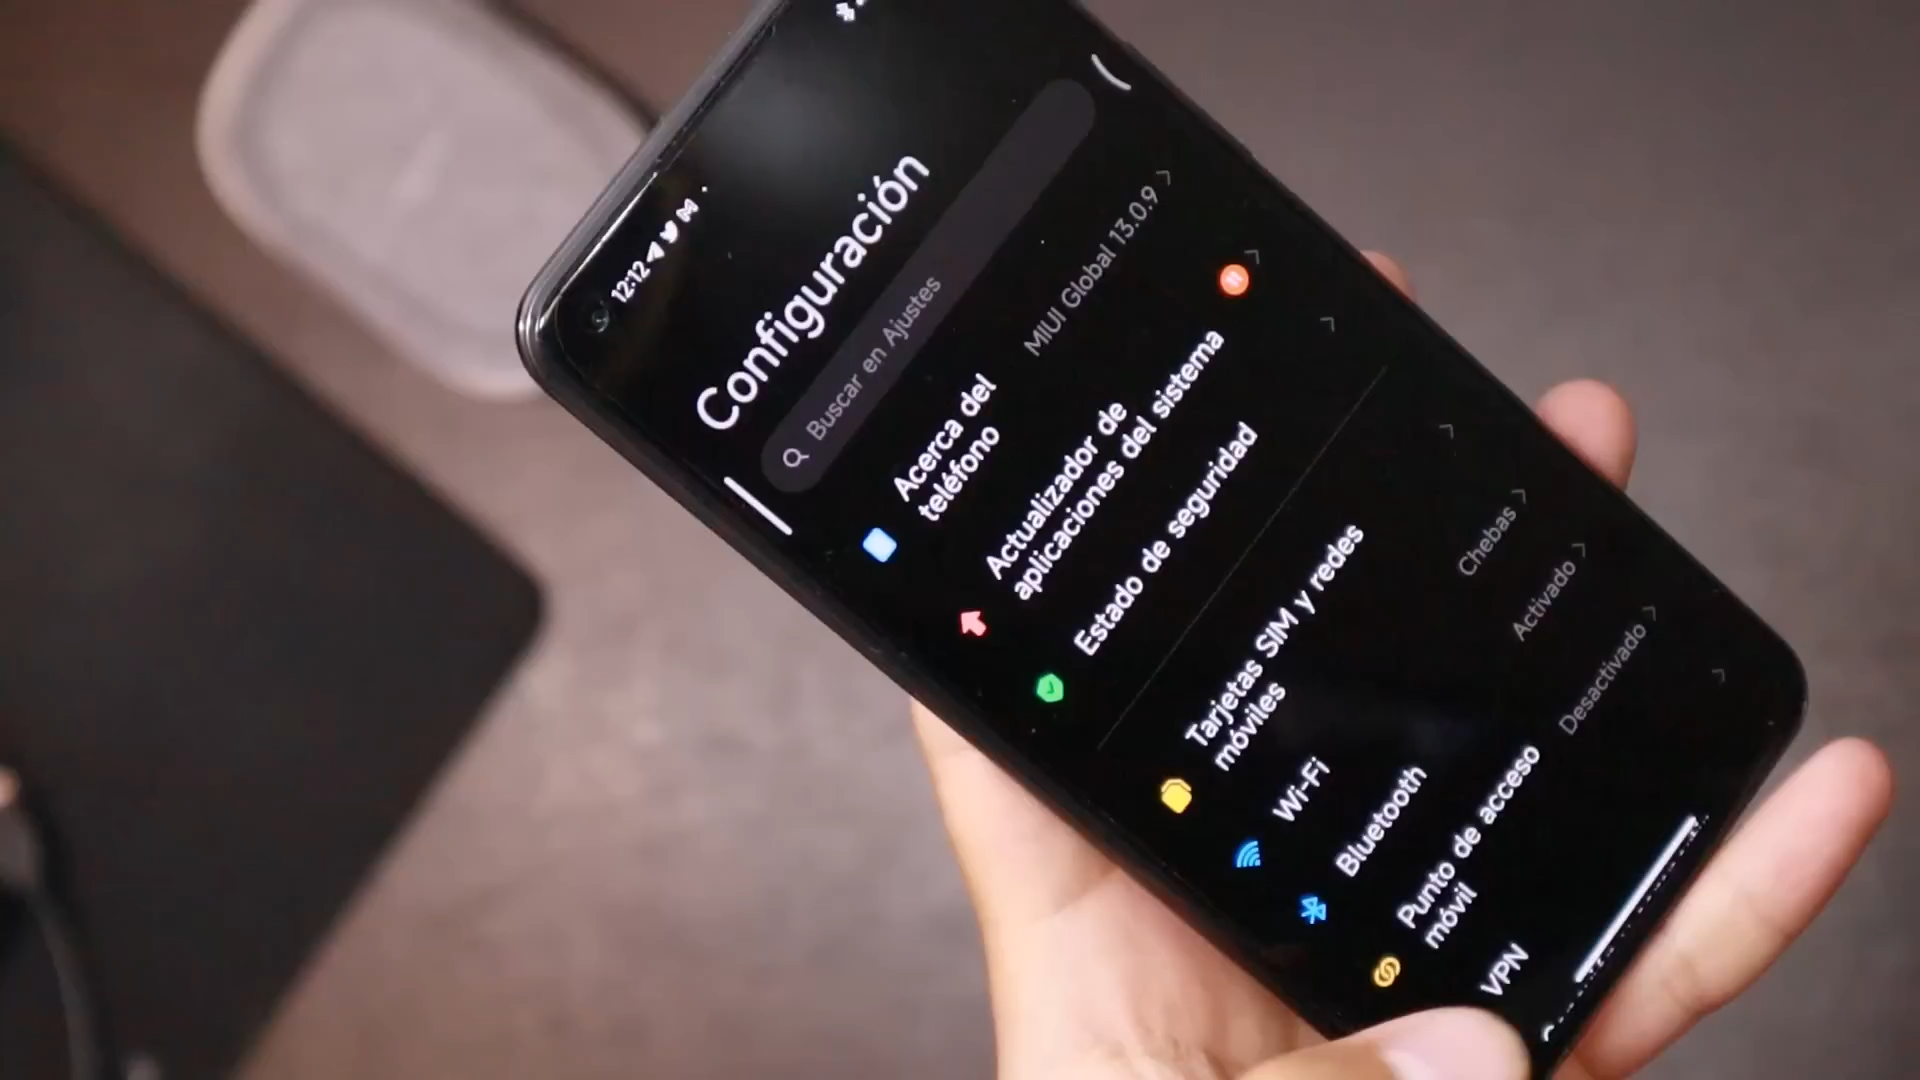 12:12
Configuración
Buscar en Ajustes
Acerca del
teléfono
MIUI Global 13.0.9
Actualizador de
aplicaciones del sistema
11
Estado de seguridad
Tarjetas SIM y redes
móviles
Wi-Fi
Chebas
Bluetooth
Activado
Punto de acceso
móvil
Desactivado
VPN